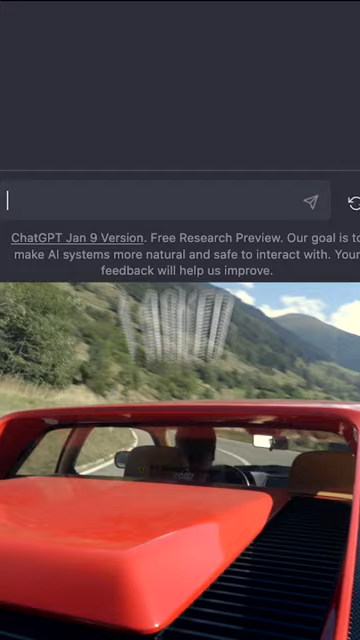 ChatGPT Jan 9 Version. Free Research Preview. Our goal is to
make AI systems more natural and safe to interact with. Your
feedback will help us improve.